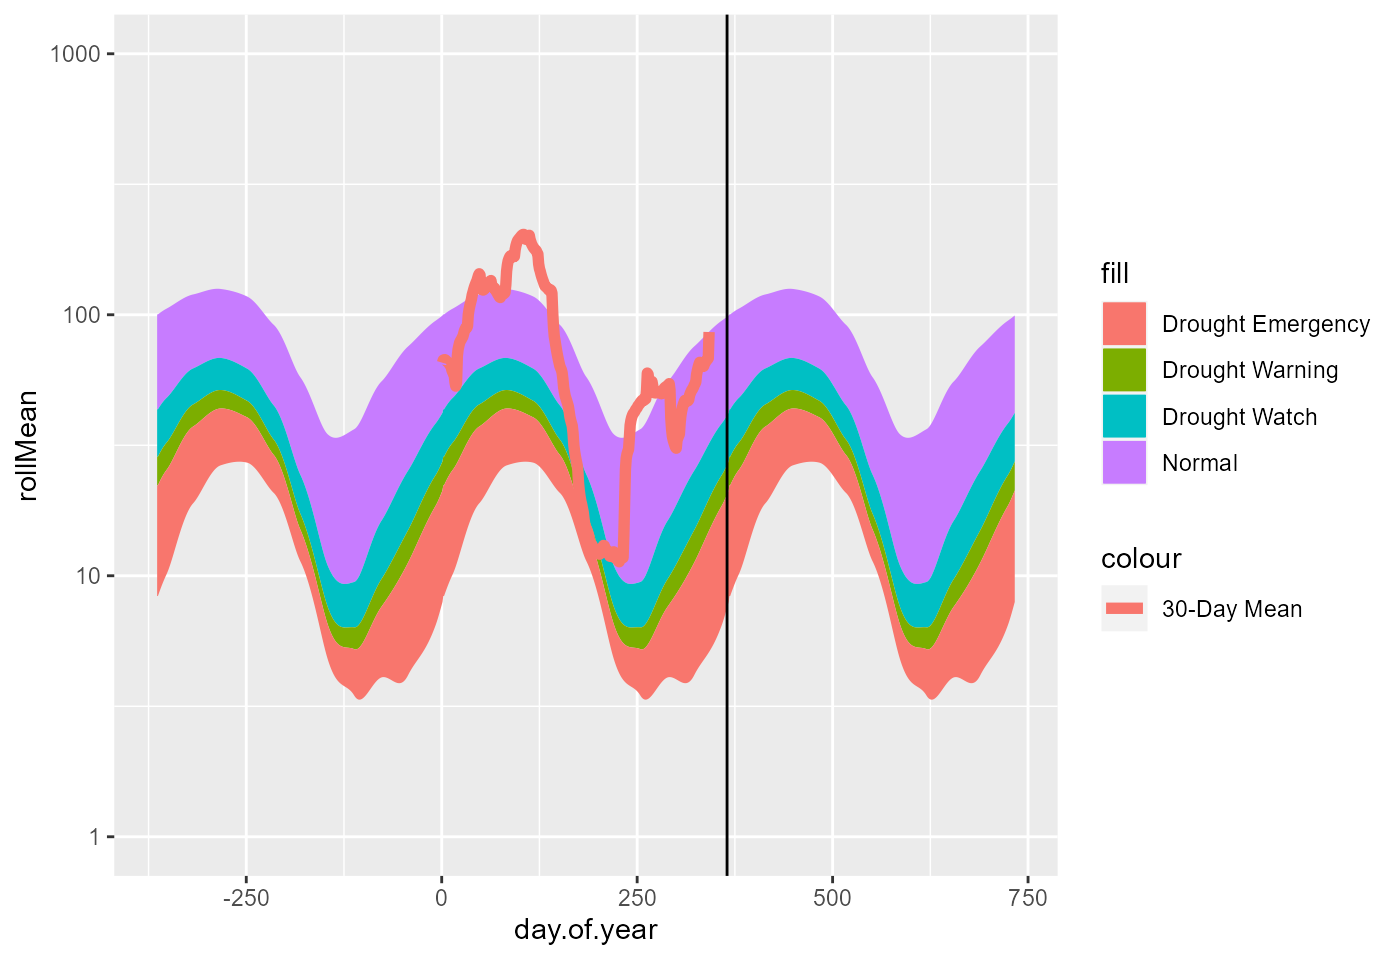 1000
100
10
1
rollMean
-250
0
250
500
750
day.of.year
fill
Drought Emergency
Drought Warning
Drought Watch
Normal
colour
30-Day Mean